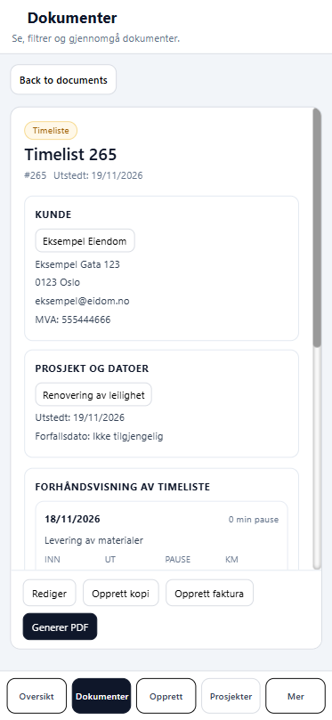 Dokumenter
Se, filtrer og gjennomgå dokumenter.
Back to documents
Timeliste
Timelist 265
#265 Utstedt: 19/11/2026
KUNDE
Eksempel Eiendom
Eksempel Gata 123
0123 Oslo
eksempel@eidom.no
MVA: 555444666
PROSJEKT OG DATOER
Renovering av leilighet
Utstedt: 19/11/2026
Forfallsdato: Ikke tilgjengelig
FORHÅNDSVISNING AV TIMELISTE
18/11/2026 0 min pause
Levering av materialer
INN UT PAUSE KM
Rediger Opprett kopi Opprett faktura
Generer PDF
Oversikt Dokumenter Opprett Prosjekter Mer